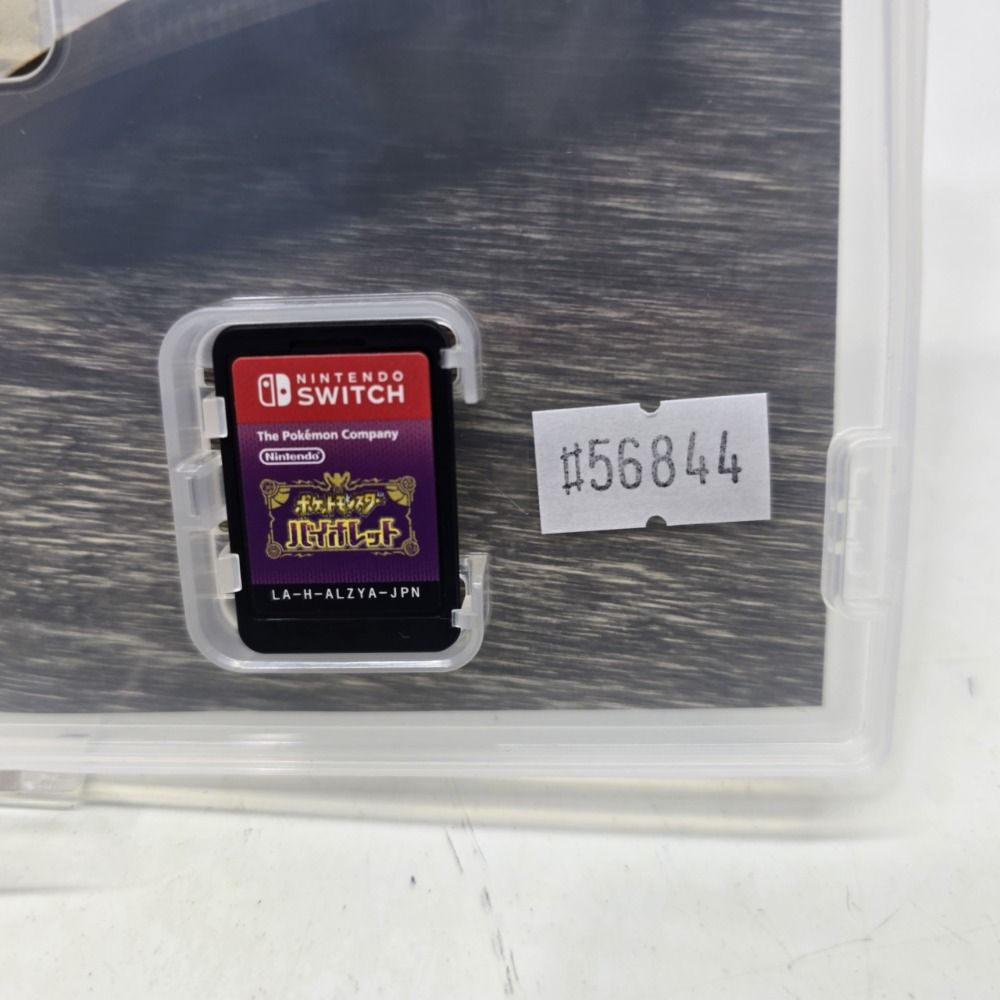 NINTENDO
SWITCH
The Pokémon Company
Nintendo
ポケットモンスター
バイオレット
LA-H-ALZYA-JPN
#56844